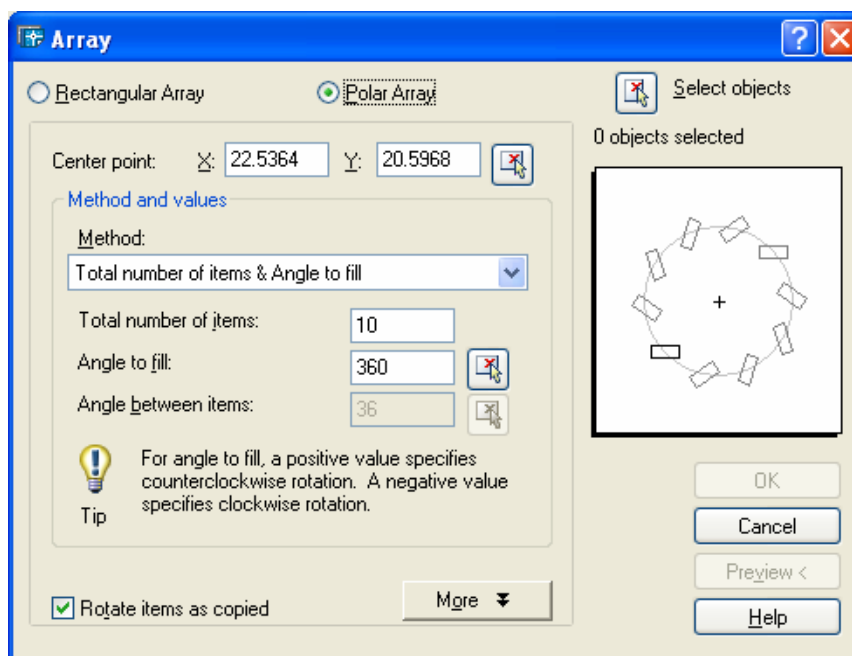 Array
Rectangular Array
Polar Array
Select objects
0 objects selected
Center point: X: 22.5364 Y: 20.5968
Method and values
Method:
Total number of items & Angle to fill
Total number of items: 10
Angle to fill: 360
Angle between items: 36
For angle to fill, a positive value specifies
counterclockwise rotation. A negative value
specifies clockwise rotation.
Tip
OK
Cancel
Preview <
Help
Rotate items as copied
More